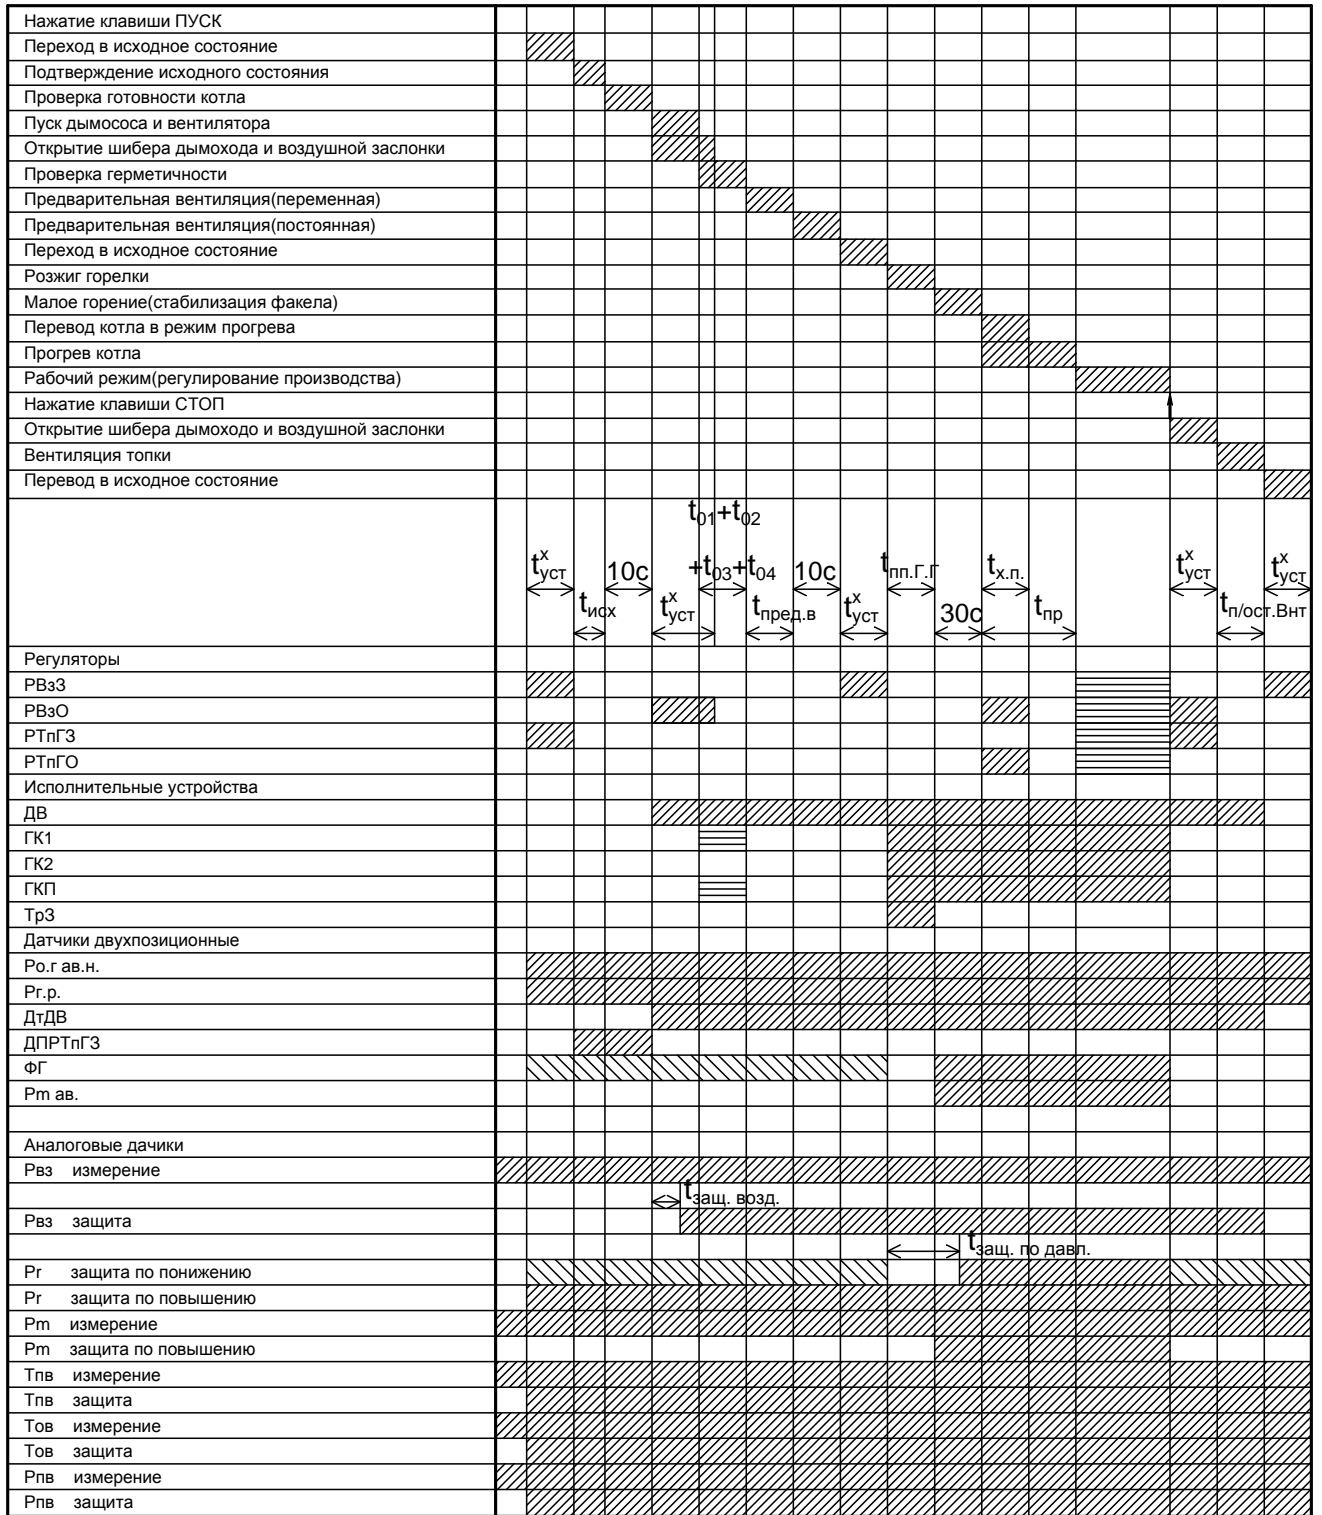 Нажатие клавиши ПУСК
Переход в исходное состояние
Подтверждение исходного состояния
Проверка готовности котла
Пуск дымососа и вентилятора
Открытие шибера дымохода и воздушной заслонки
Проверка герметичности
Предварительная вентиляция(переменная)
Предварительная вентиляция(постоянная)
Переход в исходное состояние
Розжиг горелки
Малое горение(стабилизация факела)
Перевод котла в режим прогрева
Прогрев котла
Рабочий режим(регулирование производства)
Нажатие клавиши СТОП
Открытие шибера дымоходо и воздушной заслонки
Вентиляция топки
Перевод в исходное состояние
t01+t02
tхуст 10с +t03+t04 10с tпп.Г.Г tх.п. tхуст tхуст
tисх tхуст tпред.в tхуст 30с tпр tп/ост.Внт
Регуляторы
РВзЗ
РВзО
РТпГЗ
РТпГО
Исполнительные устройства
ДВ
ГК1
ГК2
ГКП
ТрЗ
Датчики двухпозиционные
Ро.г ав.н.
Рг.р.
ДтДВ
ДПРТпГЗ
ФГ
Рm ав.
Аналоговые дачики
Рвз измерение
tзащ. возд.
Рвз защита
tзащ. по давл.
Рr защита по понижению
Рr защита по повышению
Рm измерение
Рm защита по повышению
Тпв измерение
Тпв защита
Тов измерение
Тов защита
Рпв измерение
Рпв защита